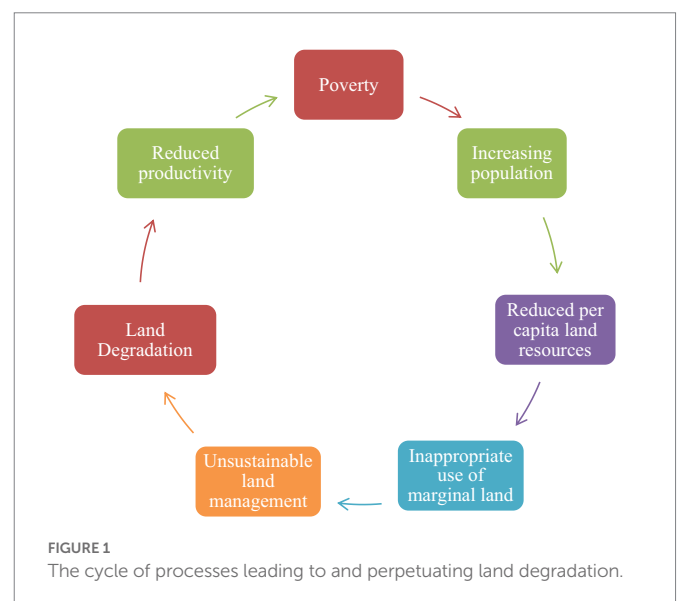 Poverty
Increasing
population
Reduced per
capita land
resources
Inappropriate
use of
marginal land
Unsustainable
land
management
Land
Degradation
Reduced
productivity
FIGURE 1
The cycle of processes leading to and perpetuating land degradation.